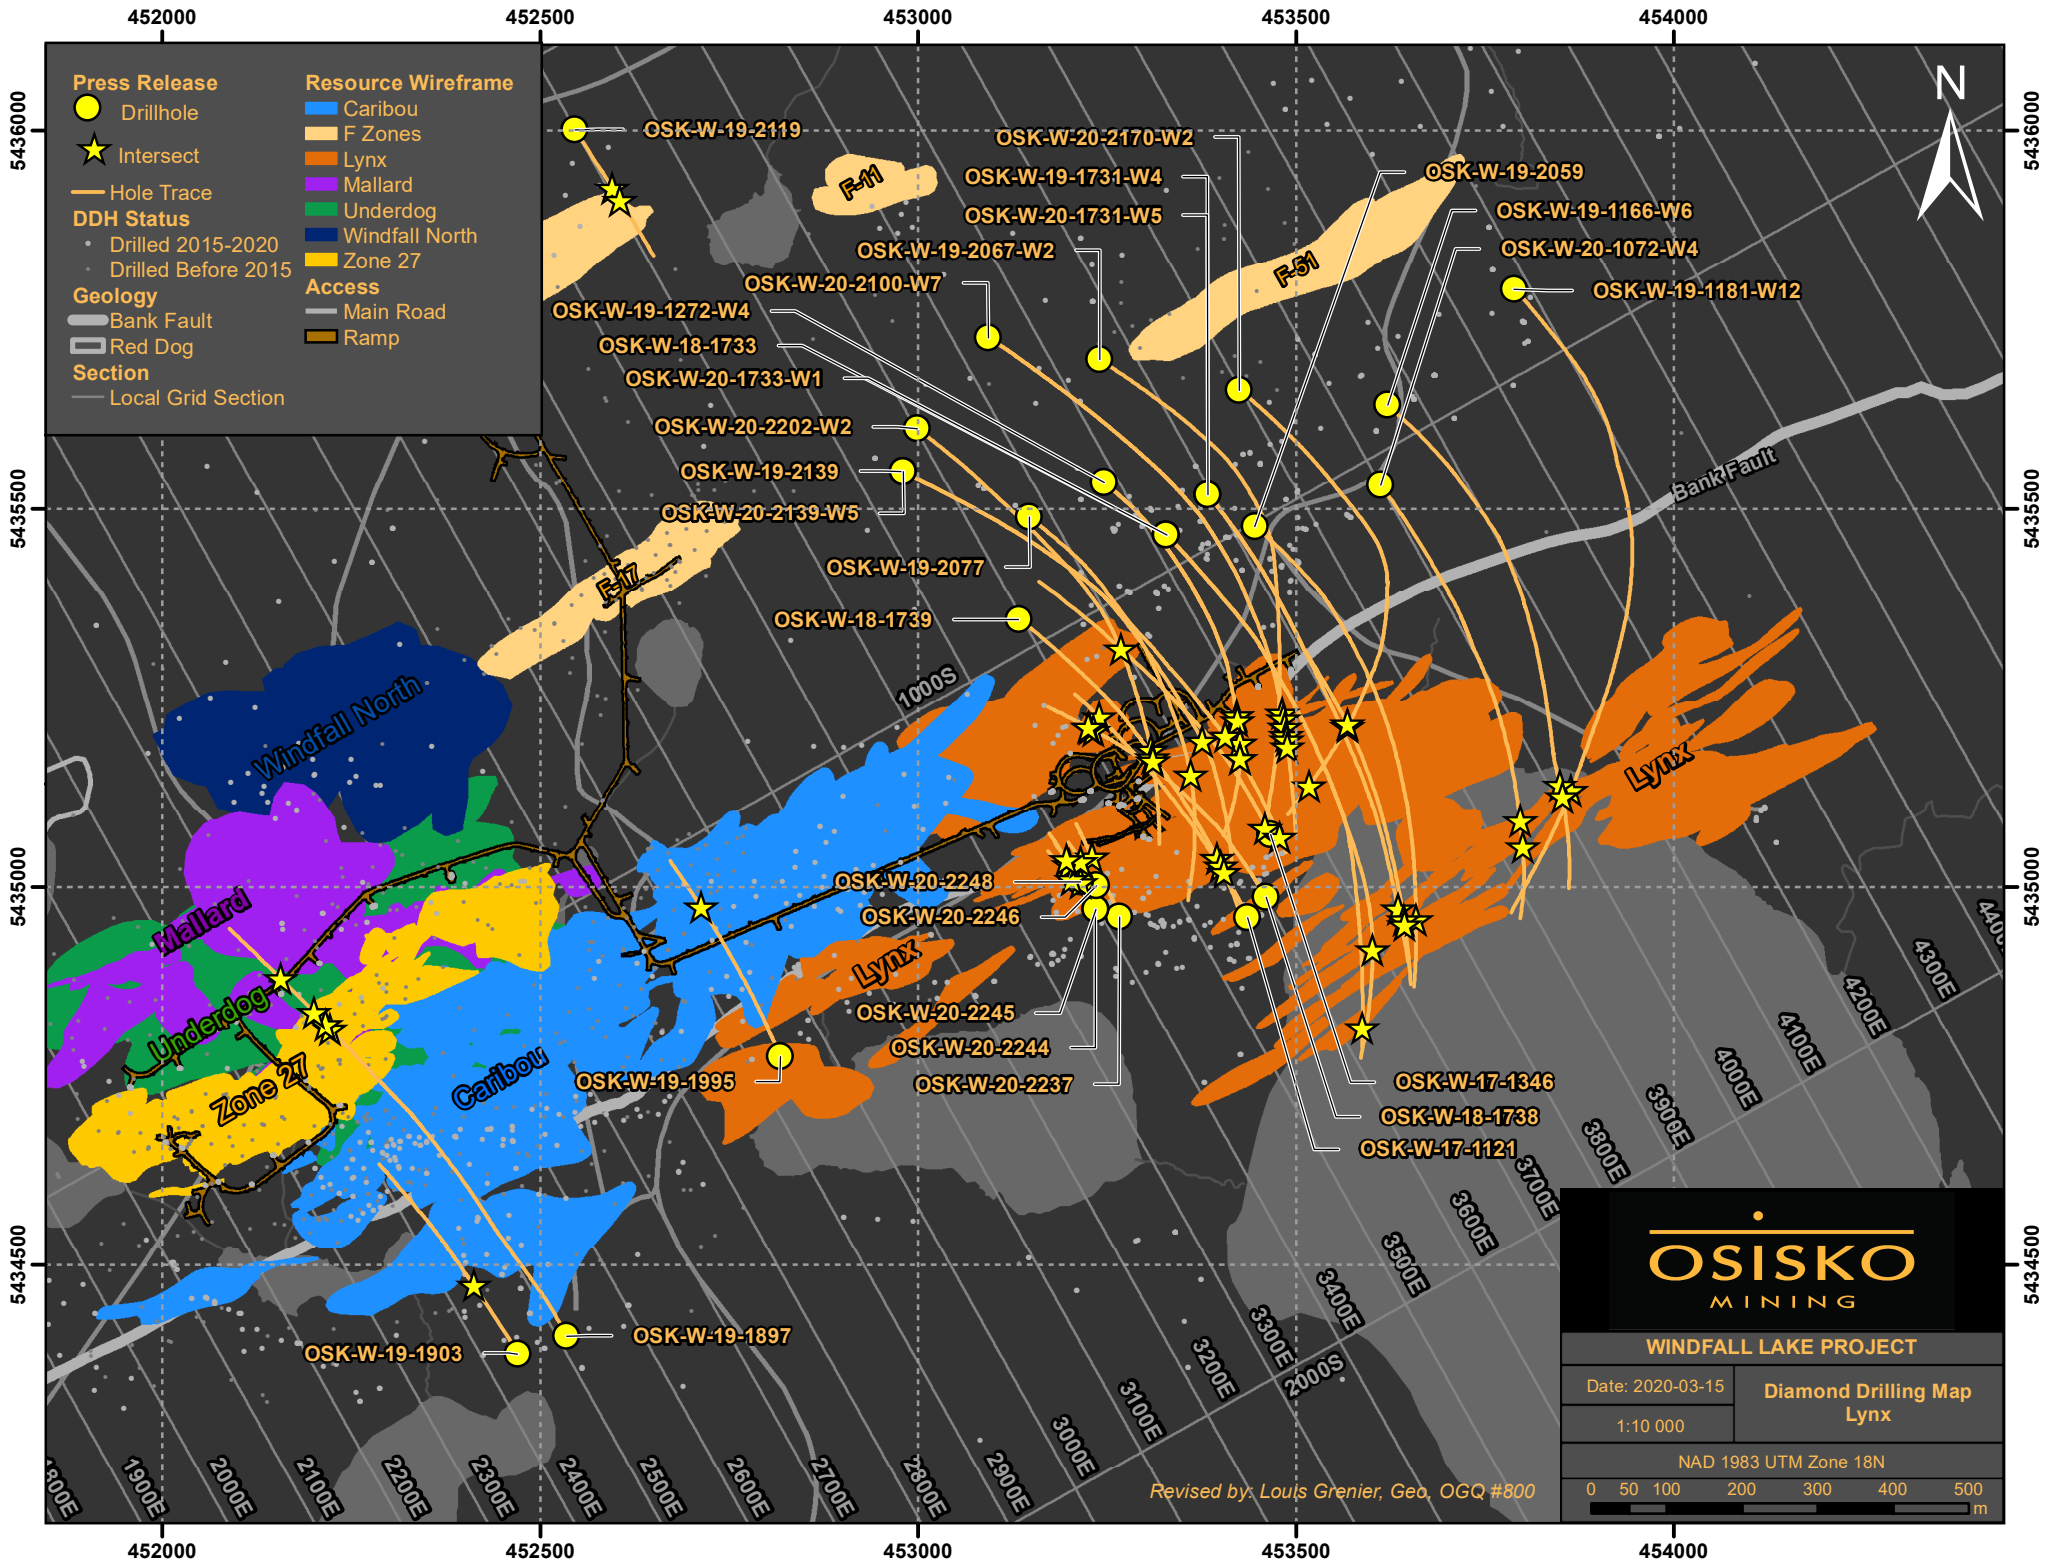 452000
452500
453000
453500
454000
5436000
5435500
5435000
5434500
Press Release
Drillhole
Intersect
Hole Trace
DDH Status
Drilled 2015-2020
Drilled Before 2015
Geology
Bank Fault
Red Dog
Section
Local Grid Section
Resource Wireframe
Caribou
F Zones
Lynx
Mallard
Underdog
Windfall North
Zone 27
Access
Main Road
Ramp
N
OSK-W-19-2119
OSK-W-20-2170-W2
OSK-W-19-1731-W4
OSK-W-20-1731-W5
OSK-W-19-2067-W2
OSK-W-20-2100-W7
OSK-W-19-1272-W4
OSK-W-18-1733
OSK-W-20-1733-W1
OSK-W-20-2202-W2
OSK-W-19-2139
OSK-W-20-2139-W5
OSK-W-19-2077
OSK-W-18-1739
OSK-W-19-2059
OSK-W-19-1166-W6
OSK-W-20-1072-W4
OSK-W-19-1181-W12
F-11
F-51
F-17
Bank Fault
1000S
Windfall North
Mallard
Underdog
Zone 27
Caribou
Lynx
Lynx
OSK-W-20-2248
OSK-W-20-2246
OSK-W-20-2245
OSK-W-20-2244
OSK-W-20-2237
OSK-W-19-1995
OSK-W-17-1346
OSK-W-18-1738
OSK-W-17-1121
OSK-W-19-1903
OSK-W-19-1897
1800E
1900E
2000E
2100E
2200E
2300E
2400E
2500E
2600E
2700E
2800E
2900E
3000E
3100E
3200E
3300E
3400E
3500E
3600E
3700E
3800E
3900E
4000E
4100E
4200E
4300E
2000S
OSISKO
MINING
WINDFALL LAKE PROJECT
Date: 2020-03-15
1:10 000
Diamond Drilling Map
Lynx
NAD 1983 UTM Zone 18N
0 50 100 200 300 400 500
m
Revised by: Louis Grenier, Geo, OGQ #800
5436000
5435500
5435000
5434500
452000
452500
453000
453500
454000